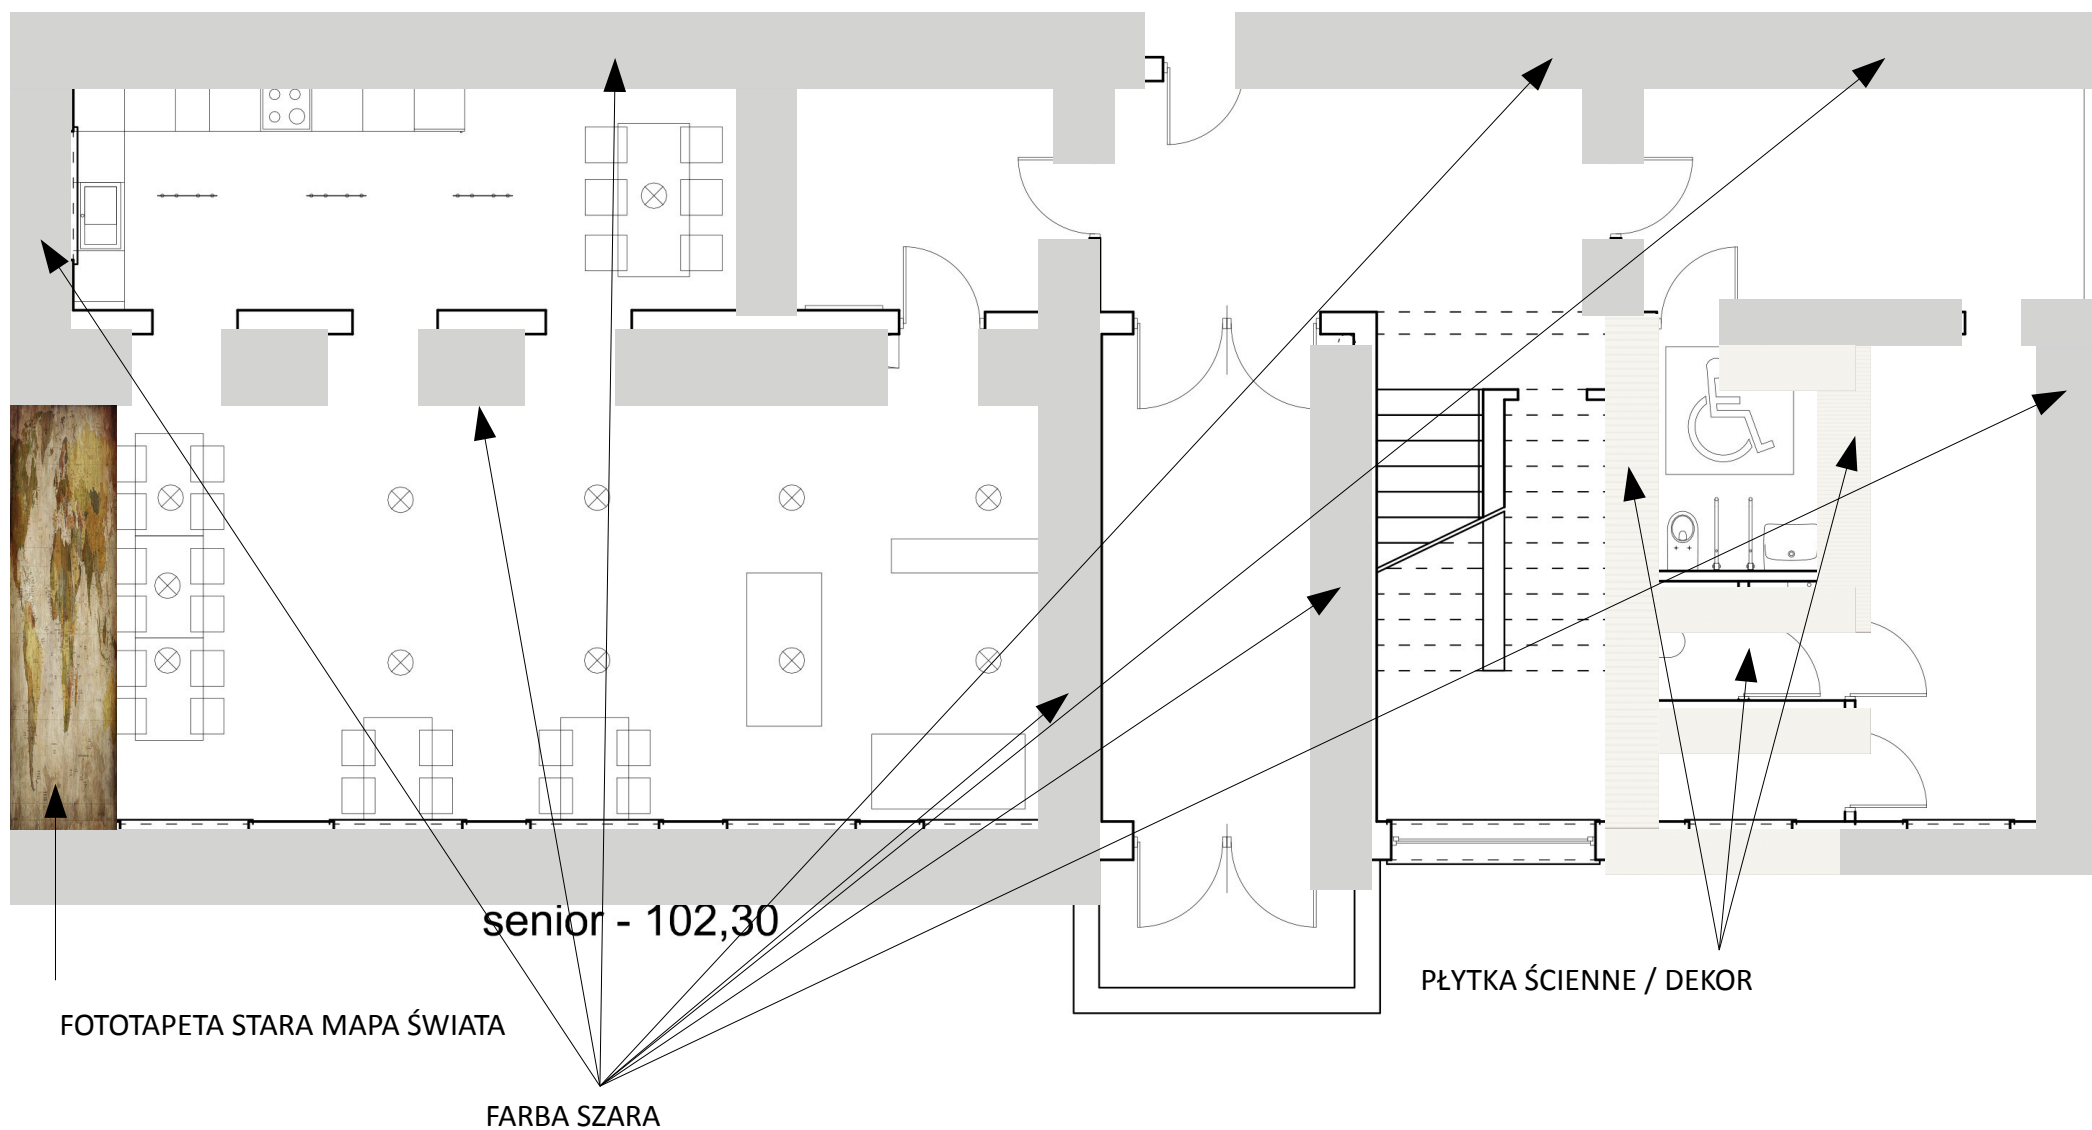 senior - 102,30
PŁYTKA ŚCIENNE / DEKOR
FOTOTAPETA STARA MAPA ŚWIATA
FARBA SZARA